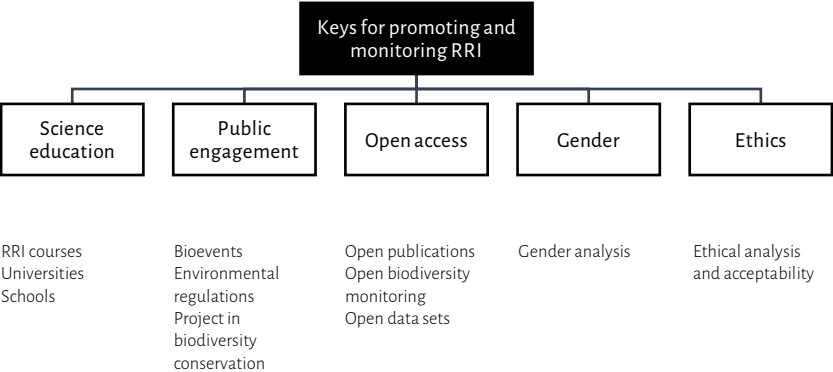 Keys for promoting and
monitoring RRI
Science
education
Public
engagement
Open access
Gender
Ethics
RRI courses
Universities
Schools
Bioevents
Environmental
regulations
Project in
biodiversity
conservation
Open publications
Open biodiversity
monitoring
Open data sets
Gender analysis
Ethical analysis
and acceptability